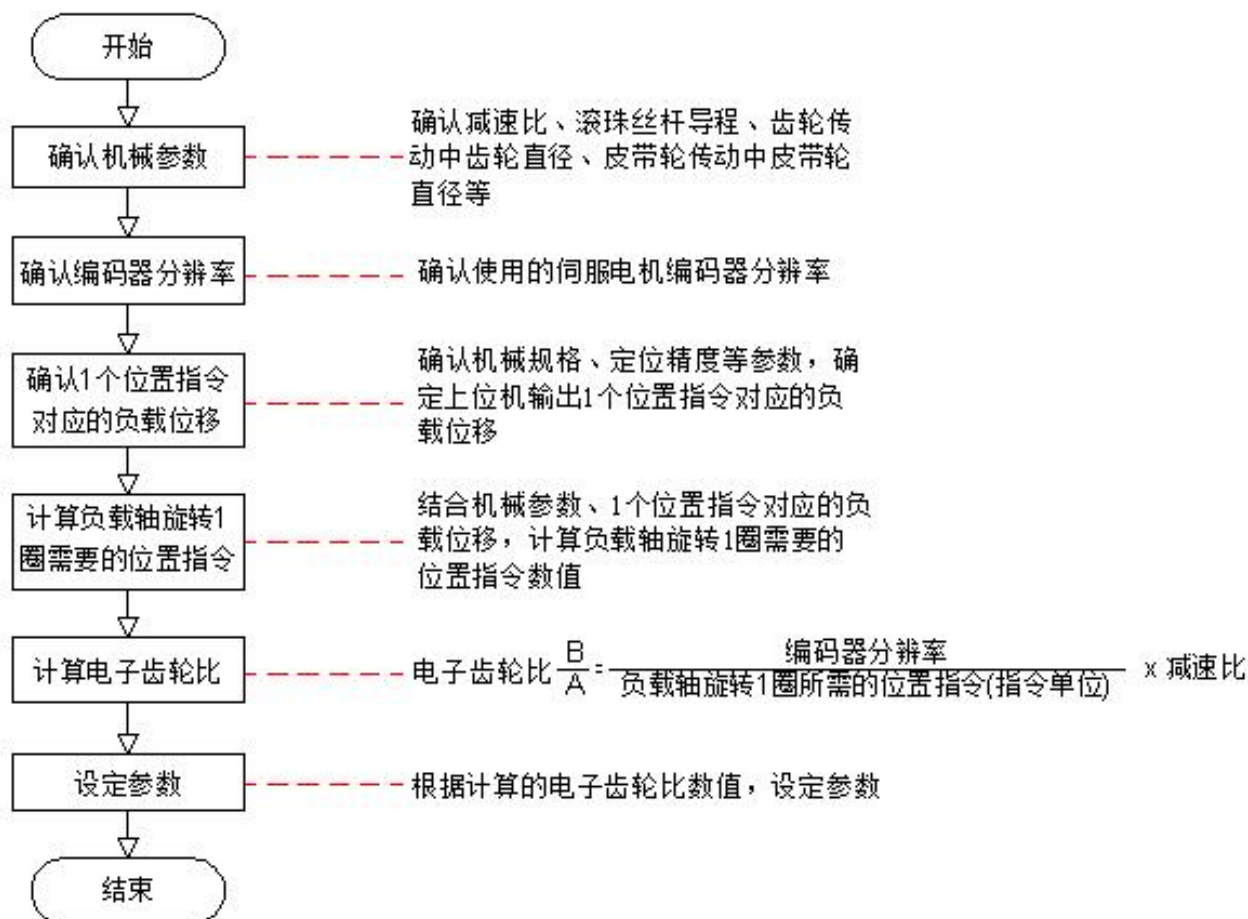 开始
确认机械参数
确认减速比、滚珠丝杆导程、齿轮传
动中齿轮直径、皮带轮传动中皮带轮
直径等
确认编码器分辨率
确认使用的伺服电机编码器分辨率
确认1个位置指令
对应的负载位移
确认机械规格、定位精度等参数，确
定上位机输出1个位置指令对应的负
载位移
计算负载轴旋转1
圈需要的位置指令
结合机械参数、1个位置指令对应的负
载位移，计算负载轴旋转1圈需要的
位置指令数值
计算电子齿轮比
电子齿轮比 B/A = 编码器分辨率/负载轴旋转1圈所需的位置指令(指令单位) x 减速比
设定参数
根据计算的电子齿轮比数值，设定参数
结束